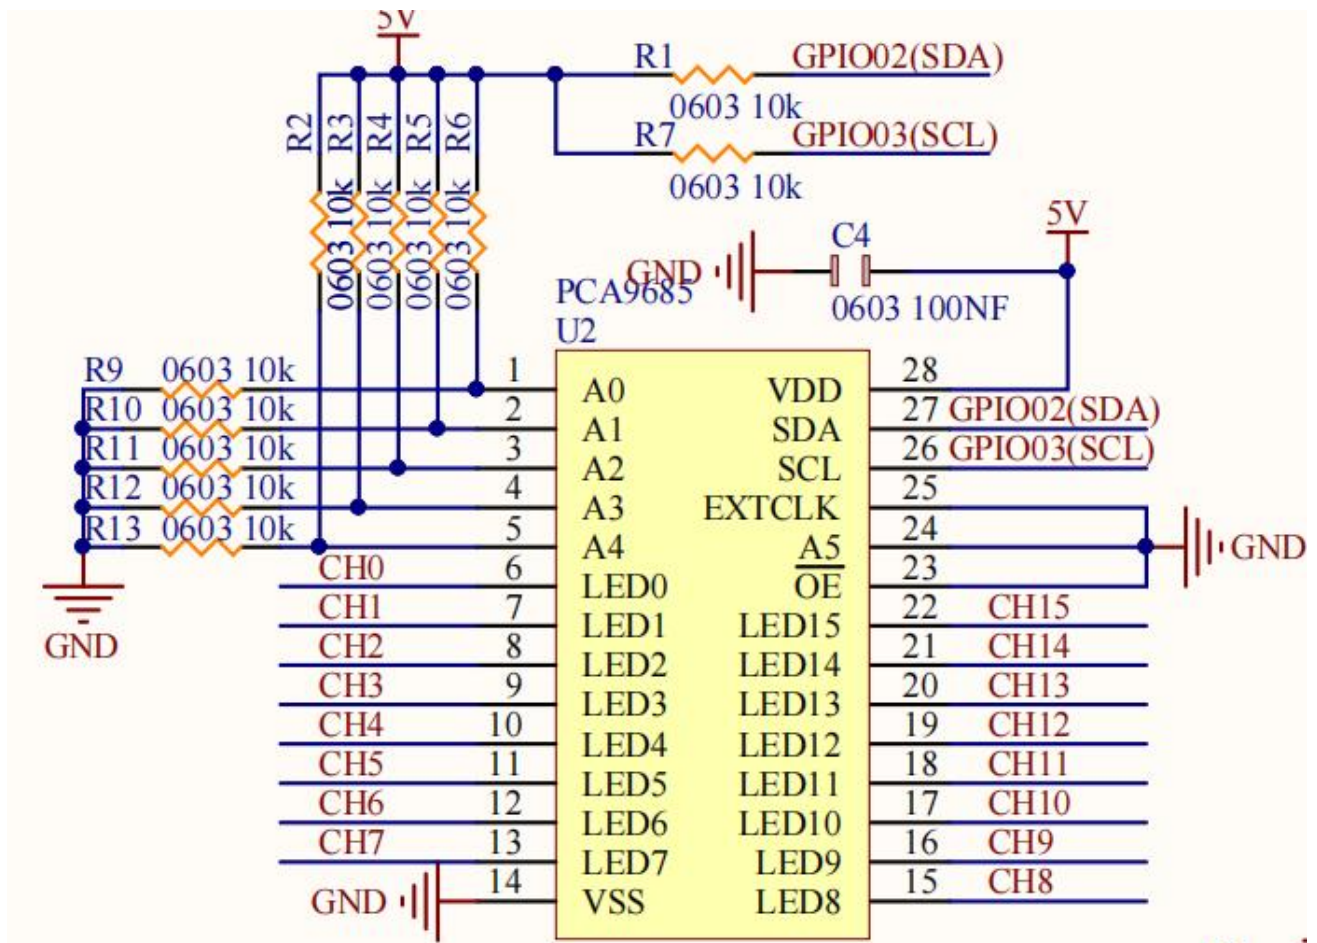 5V
R1 GPIO02(SDA)
0603 10k
R2 R3 R4 R5 R6
R7 GPIO03(SCL)
0603 10k
0603 10k 0603 10k 0603 10k 0603 10k 0603 10k
5V
C4
GND
0603 100NF
PCA9685
U2
R9 0603 10k 1 A0 VDD 28
R10 0603 10k 2 A1 SDA 27 GPIO02(SDA)
R11 0603 10k 3 A2 SCL 26 GPIO03(SCL)
R12 0603 10k 4 A3 EXTCLK 25
R13 0603 10k 5 A4 A5 24 GND
CH0 6 LED0 OE 23
CH1 7 LED1 LED15 22 CH15
GND
CH2 8 LED2 LED14 21 CH14
CH3 9 LED3 LED13 20 CH13
CH4 10 LED4 LED12 19 CH12
CH5 11 LED5 LED11 18 CH11
CH6 12 LED6 LED10 17 CH10
CH7 13 LED7 LED9 16 CH9
GND 14 VSS LED8 15 CH8